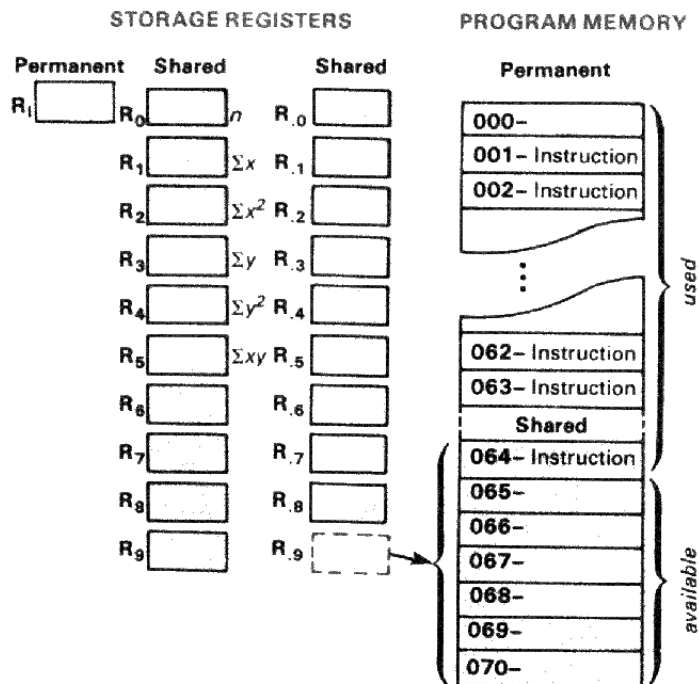 STORAGE REGISTERS PROGRAM MEMORY
Permanent Shared Shared Permanent
RI R0 n R.0 000–
R1 Σx R.1 001– Instruction
R2 Σx² R.2 002– Instruction
R3 Σy R.3
R4 Σy² R.4
R5 Σxy R.5 062– Instruction
R6 R.6 063– Instruction
Shared
R7 R.7 064– Instruction
R8 R.8 065–
066–
R9 R.9 067–
068–
069–
070–
used
available